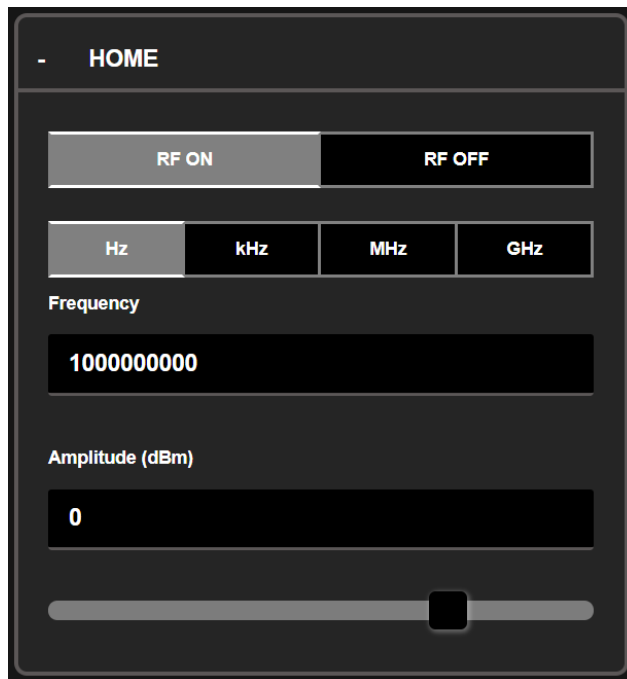 - HOME
RF ON RF OFF
Hz kHz MHz GHz
Frequency
1000000000
Amplitude (dBm)
0